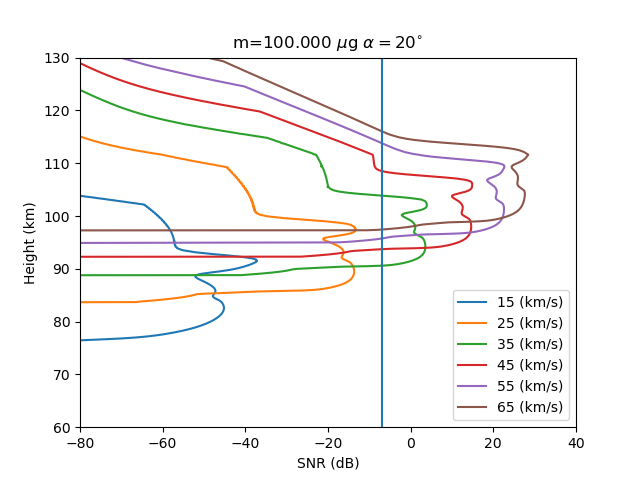 m=100.000 μg α = 20°
130
120
110
100
90
80
70
60
Height (km)
−80 −60 −40 −20 0 20 40
SNR (dB)
15 (km/s)
25 (km/s)
35 (km/s)
45 (km/s)
55 (km/s)
65 (km/s)